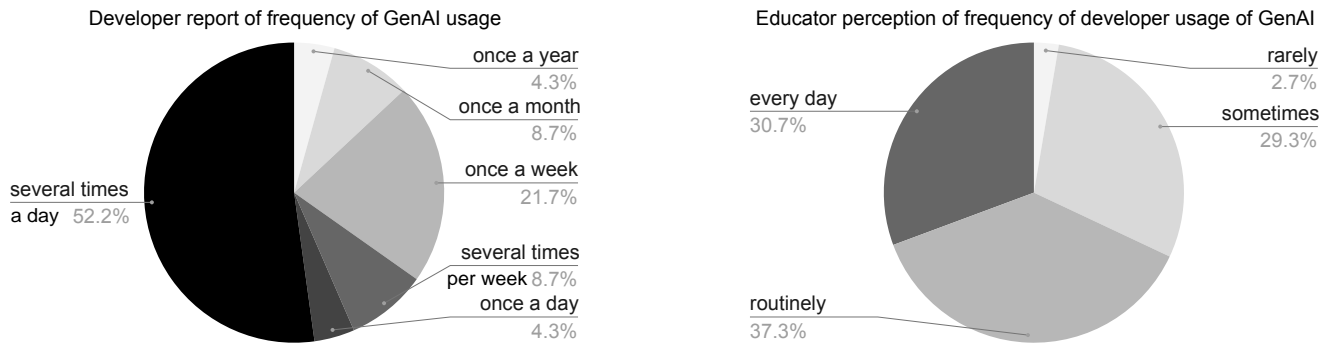 Developer report of frequency of GenAI usage
once a year
4.3%
once a month
8.7%
once a week
21.7%
several times
per week 8.7%
once a day
4.3%
several times
a day 52.2%
Educator perception of frequency of developer usage of GenAI
rarely
2.7%
sometimes
29.3%
routinely
37.3%
every day
30.7%